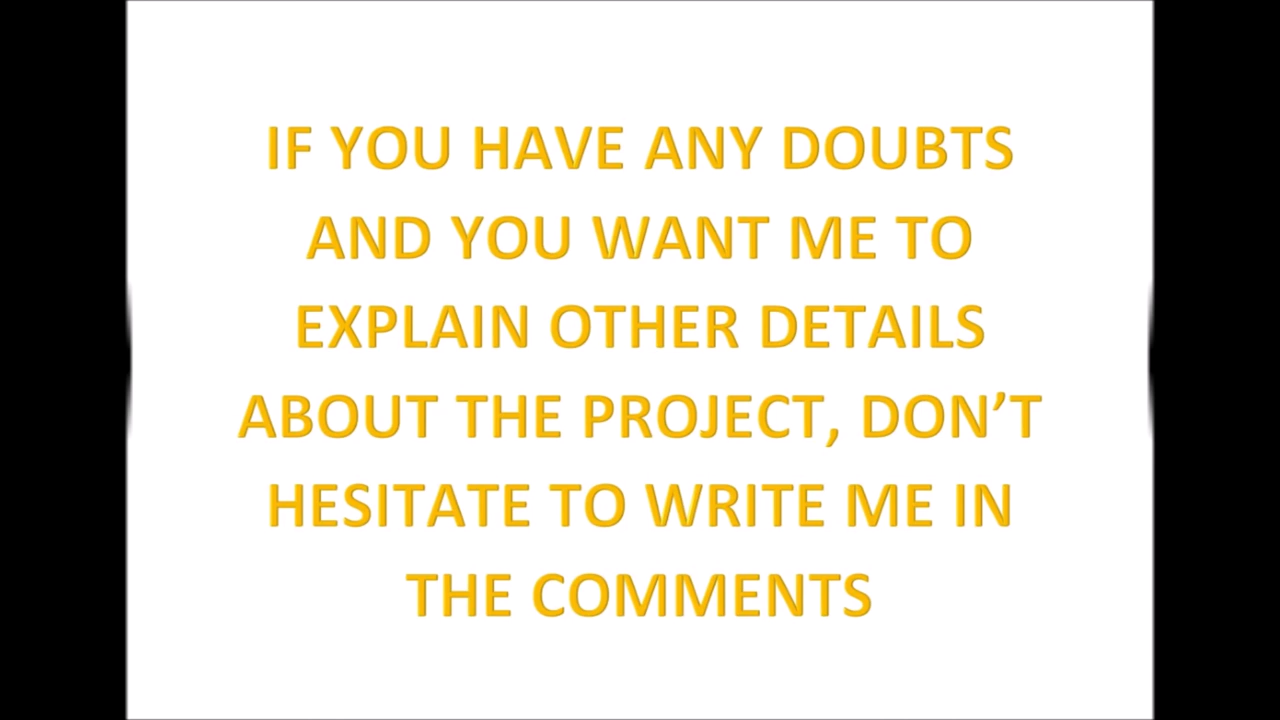 IF YOU HAVE ANY DOUBTS
AND YOU WANT ME TO
EXPLAIN OTHER DETAILS
ABOUT THE PROJECT, DON’T
HESITATE TO WRITE ME IN
THE COMMENTS